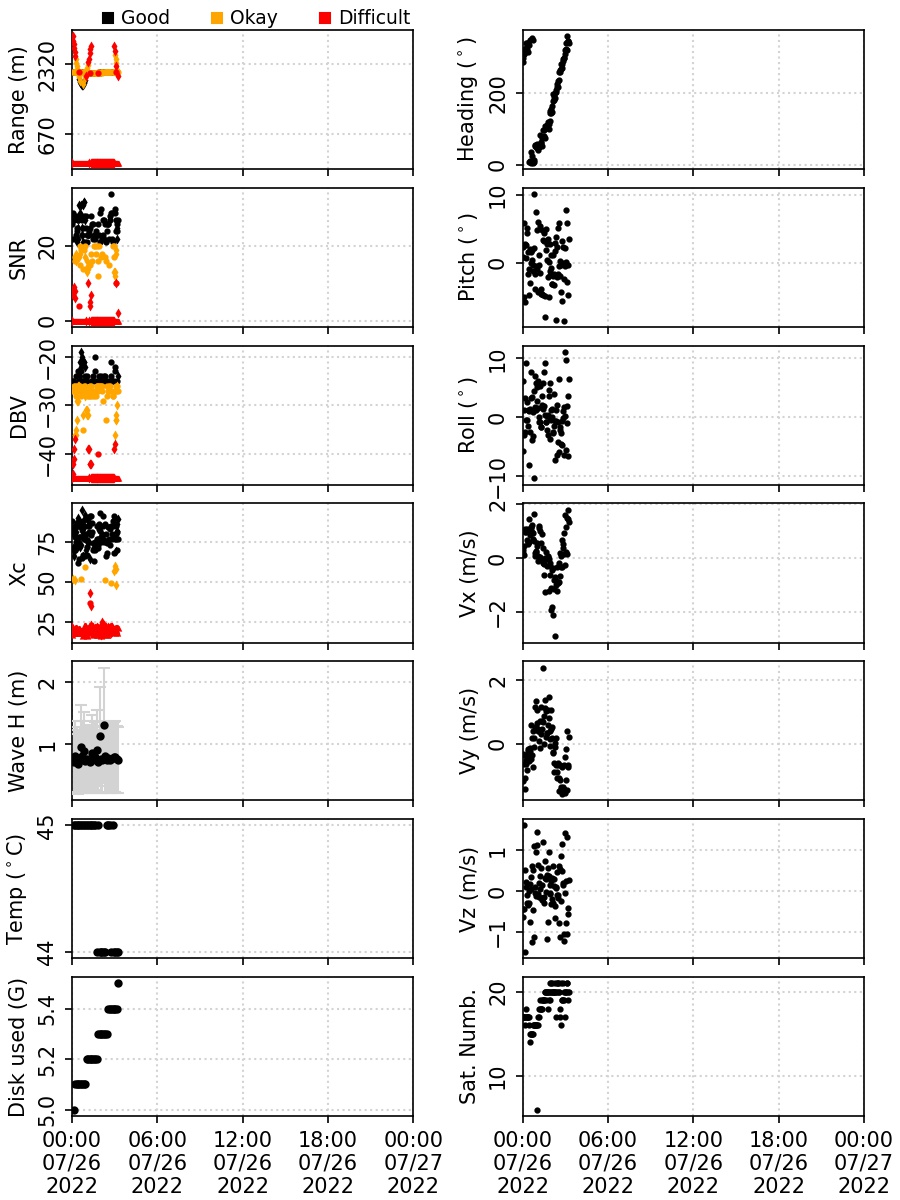 Good Okay Difficult
Range (m)
2320
670
Heading (°)
200
0
SNR
20
0
Pitch (°)
10
0
DBV
−20
−30
−40
Roll (°)
10
0
−10
Xc
75
50
25
Vx (m/s)
2
0
−2
Wave H (m)
2
1
Vy (m/s)
2
0
Temp (°C)
45
44
Vz (m/s)
1
0
−1
Disk used (G)
5.4
5.2
5.0
Sat. Numb.
20
10
00:00 06:00 12:00 18:00 00:00 00:00 06:00 12:00 18:00 00:00
07/26 07/26 07/26 07/26 07/27 07/26 07/26 07/26 07/26 07/27
2022 2022 2022 2022 2022 2022 2022 2022 2022 2022